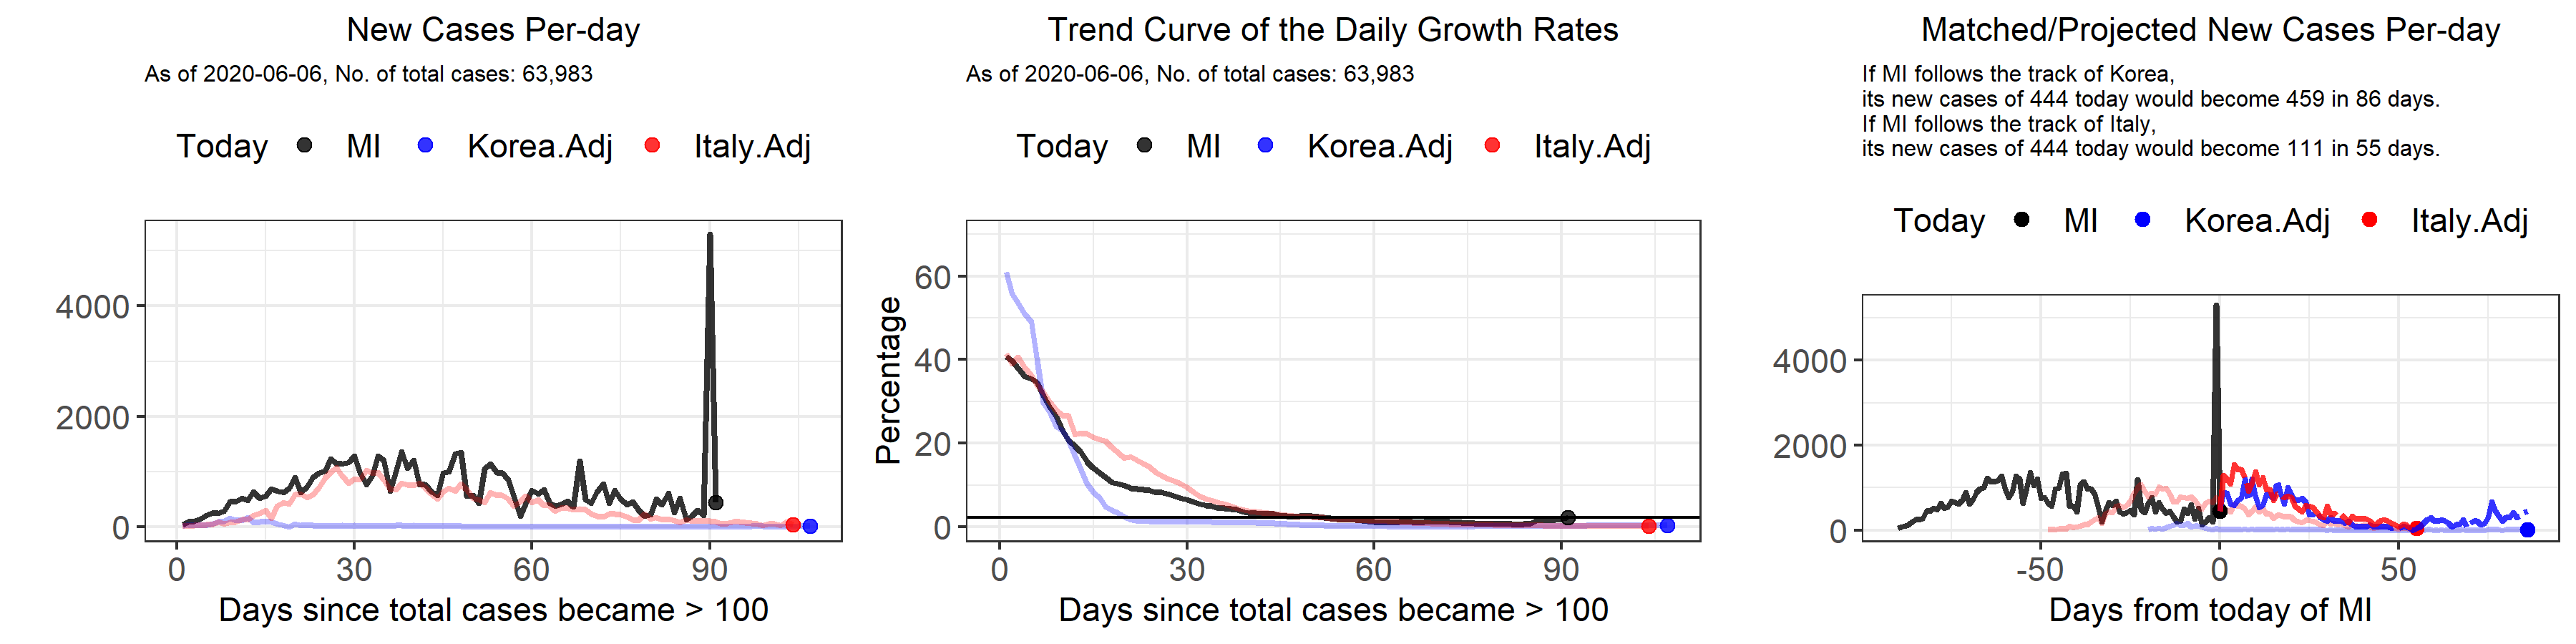 New Cases Per-day
As of 2020-06-06, No. of total cases: 63,983
Today MI Korea.Adj Italy.Adj
4000
2000
0
0 30 60 90
Days since total cases became > 100
Trend Curve of the Daily Growth Rates
As of 2020-06-06, No. of total cases: 63,983
Today MI Korea.Adj Italy.Adj
Percentage
60
40
20
0
0 30 60 90
Days since total cases became > 100
Matched/Projected New Cases Per-day
If MI follows the track of Korea,
its new cases of 444 today would become 459 in 86 days.
If MI follows the track of Italy,
its new cases of 444 today would become 111 in 55 days.
Today MI Korea.Adj Italy.Adj
4000
2000
0
-50 0 50
Days from today of MI